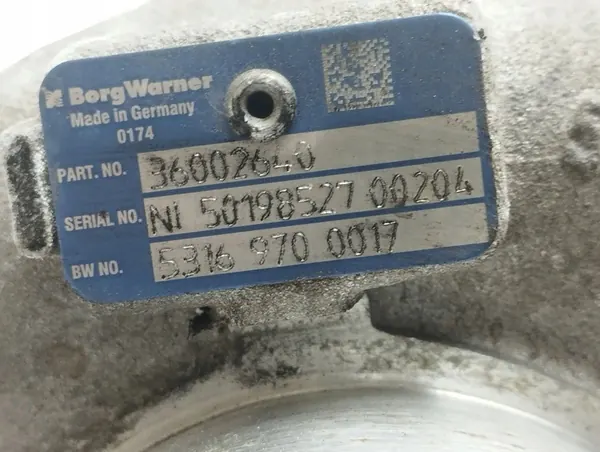 BorgWarner
Made in Germany
0174
PART. NO. 36002640
SERIAL NO. NI 50198527 00204
BW NO. 5316 970 0017